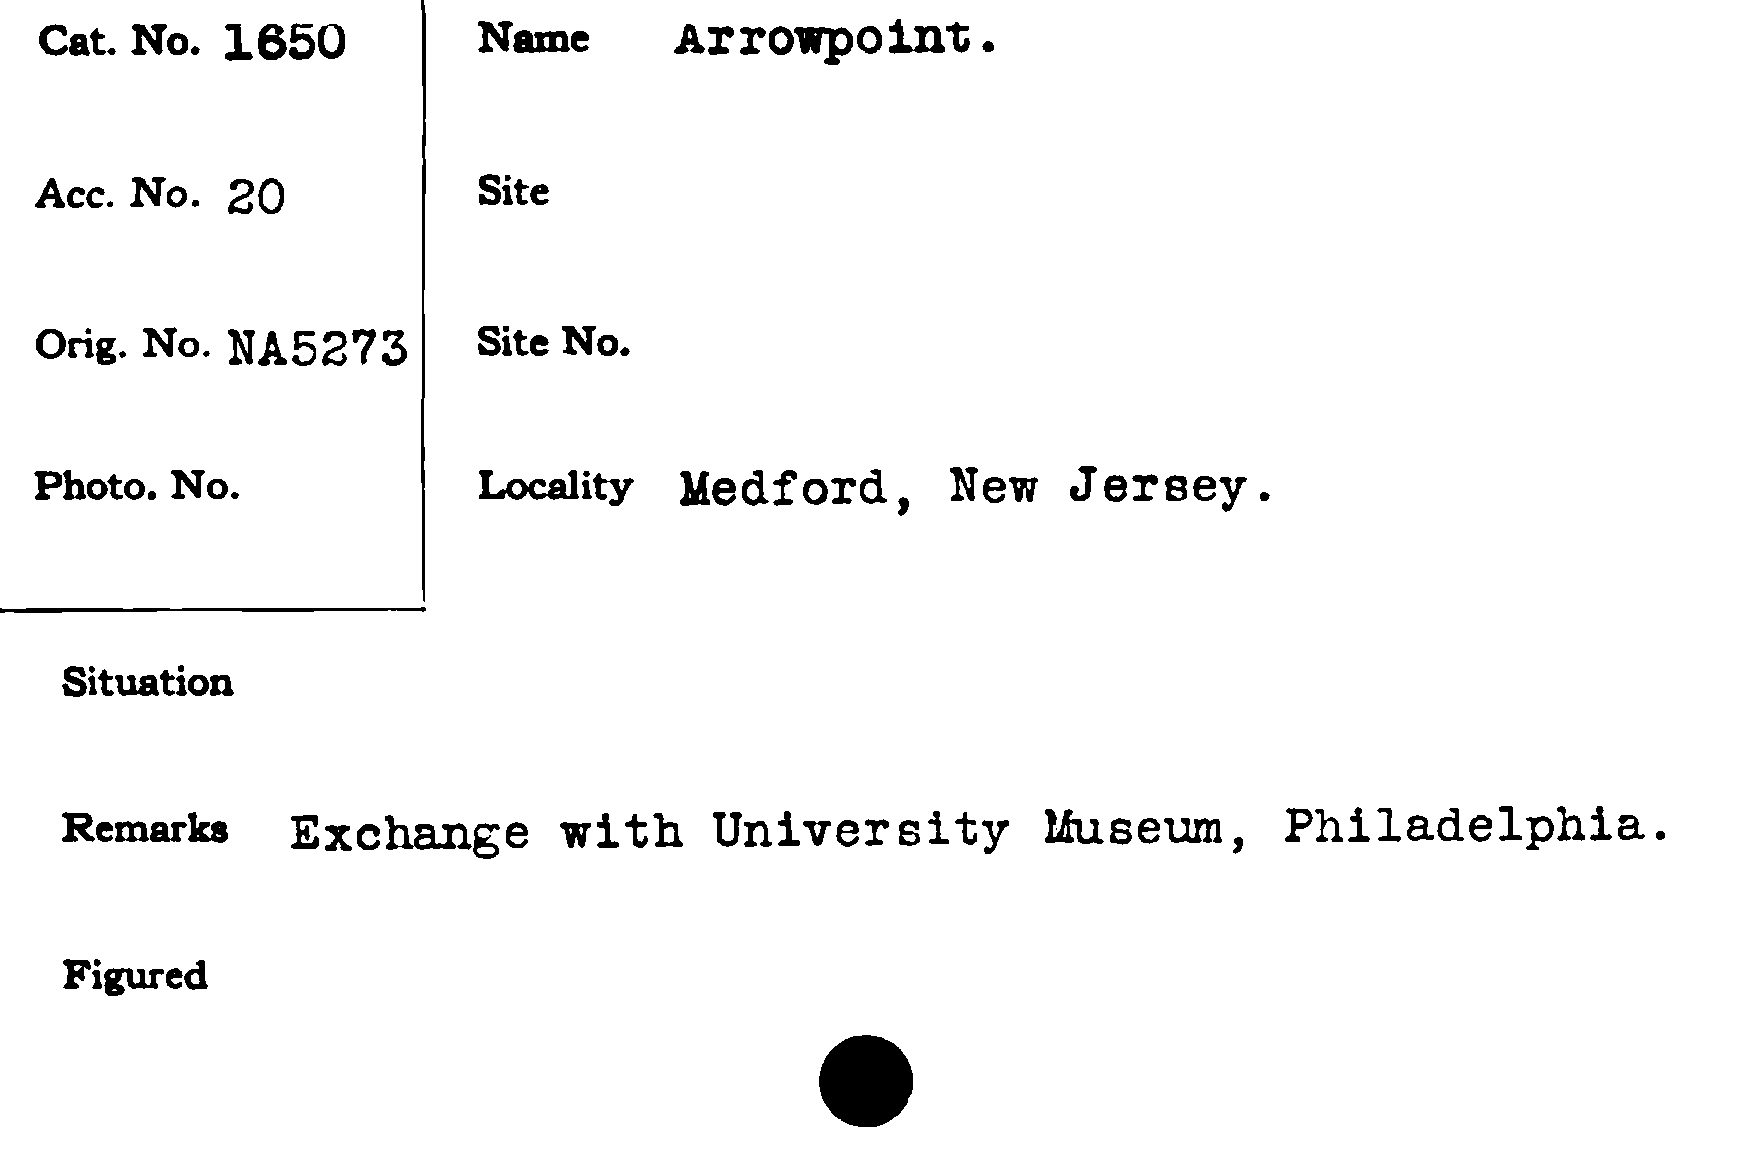 Cat. No. 1650
Name Arrowpoint.
Acc. No. 20
Site
Orig. No. NA5273
Site No.
Photo. No.
Locality Medford, New Jersey.
Situation
Remarks Exchange with University Museum, Philadelphia.
Figured